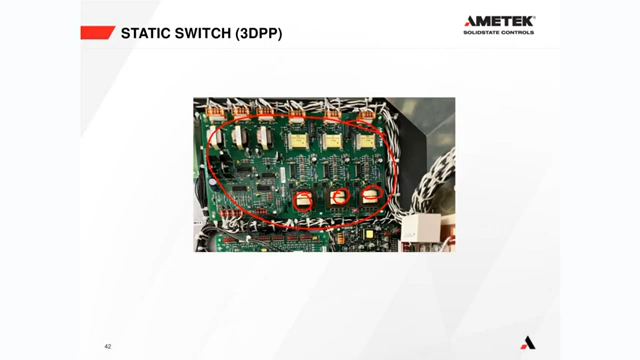 STATIC SWITCH (3DPP)
AMETEK
SOLIDSTATE CONTROLS
42